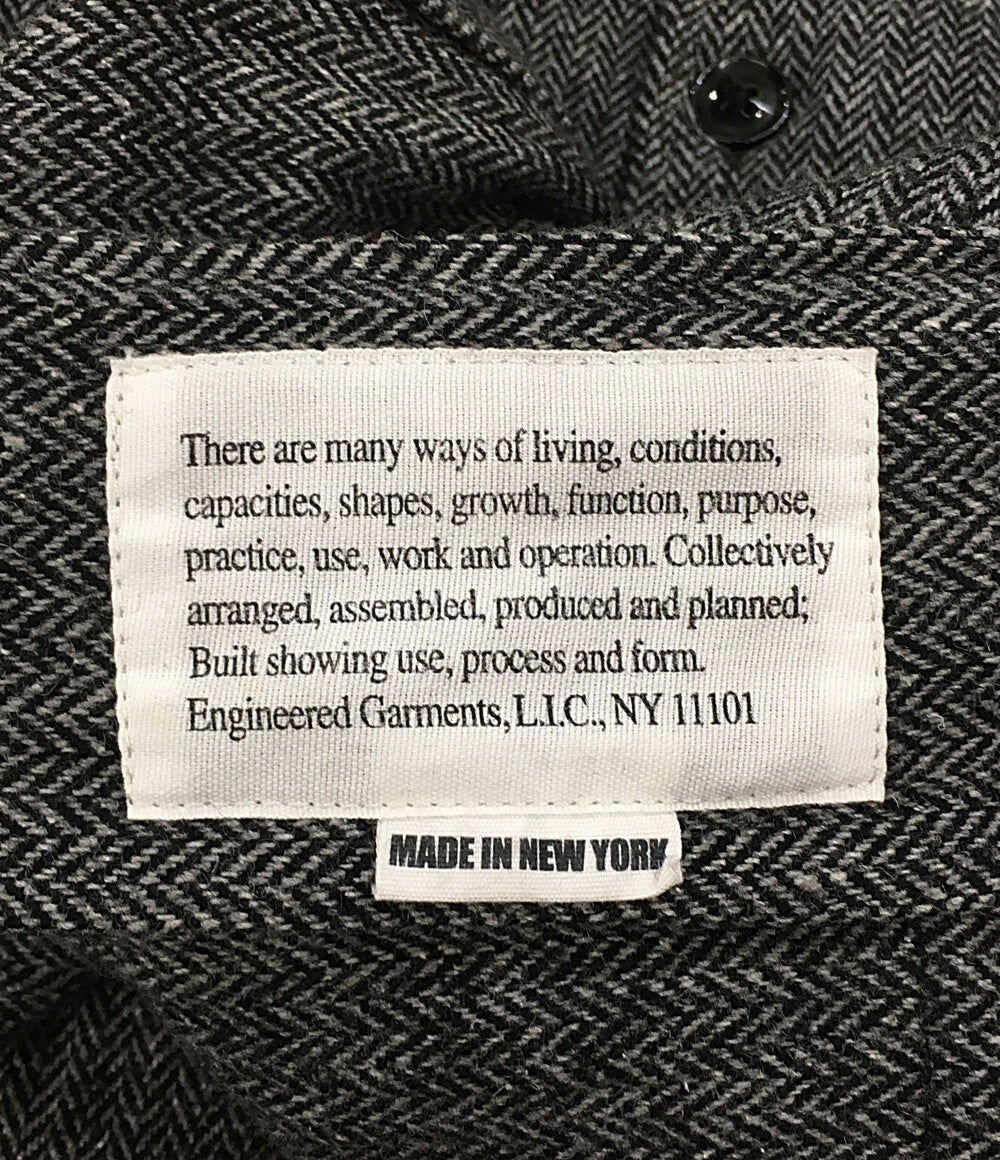 There are many ways of living, conditions,
capacities, shapes, growth, function, purpose,
practice, use, work and operation. Collectively
arranged, assembled, produced and planned;
Built showing use, process and form.
Engineered Garments, L.I.C., NY 11101
MADE IN NEW YORK